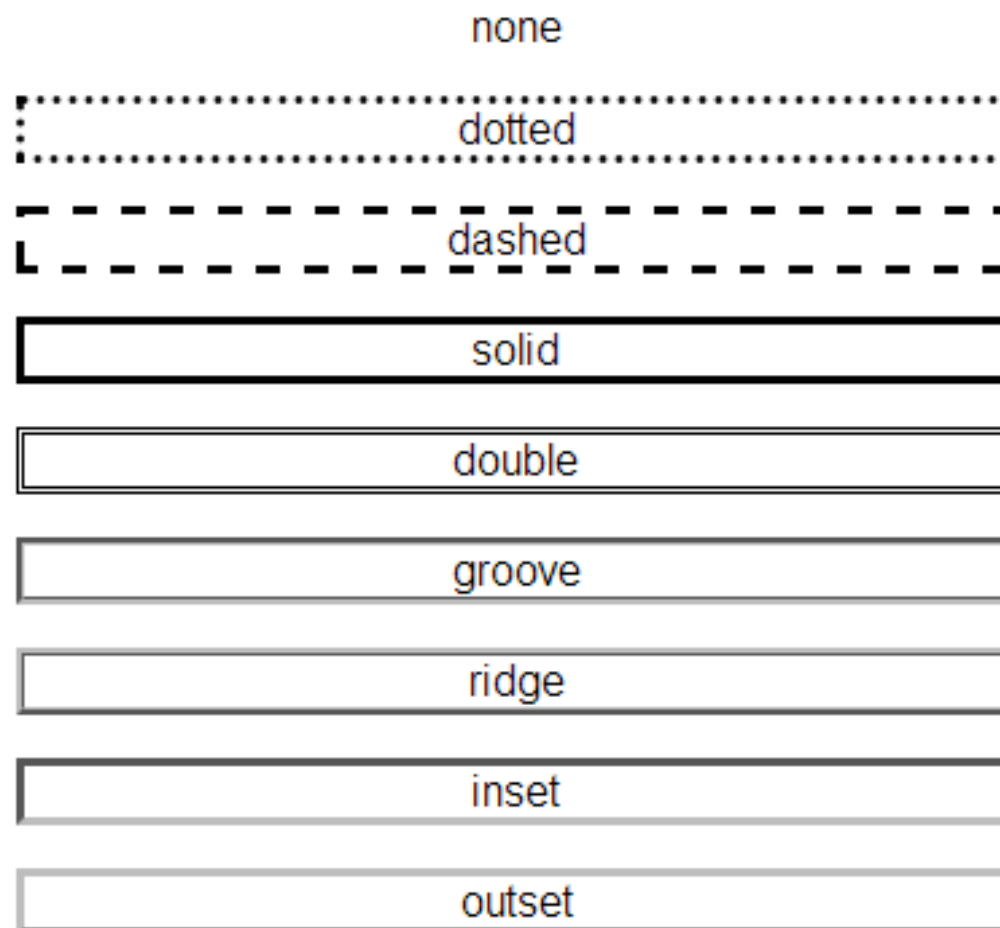 none
dotted
dashed
solid
double
groove
ridge
inset
outset